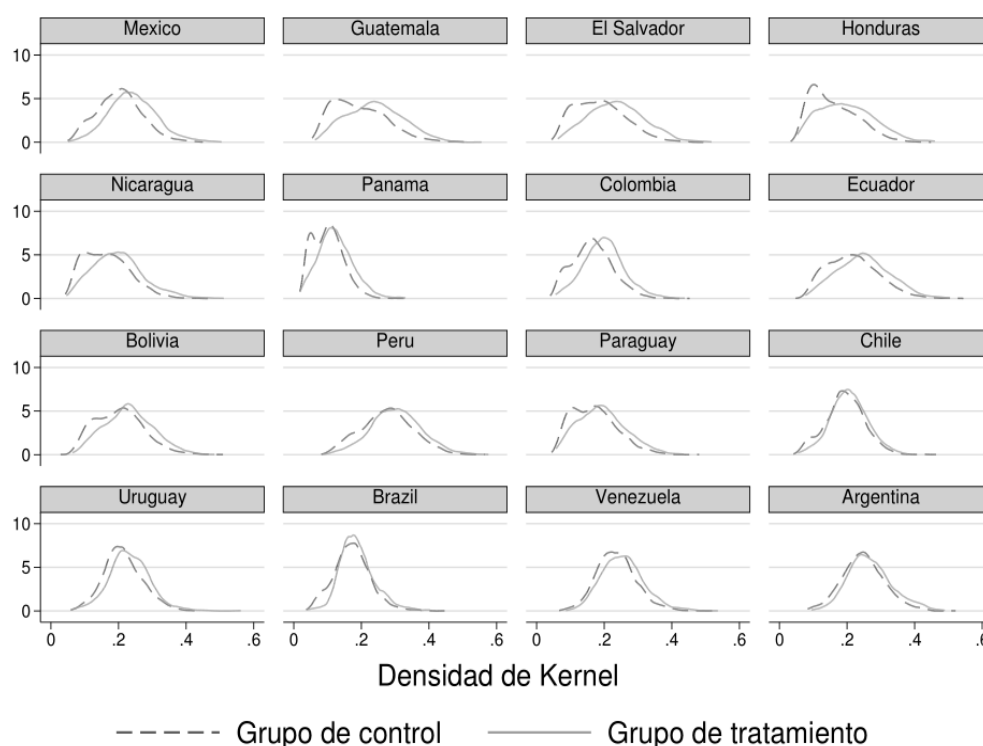 Mexico Guatemala El Salvador Honduras
10
5
0
Nicaragua Panama Colombia Ecuador
10
5
0
Bolivia Peru Paraguay Chile
10
5
0
Uruguay Brazil Venezuela Argentina
10
5
0
0 .2 .4 .6 0 .2 .4 .6 0 .2 .4 .6 0 .2 .4 .6
Densidad de Kernel
Grupo de control Grupo de tratamiento